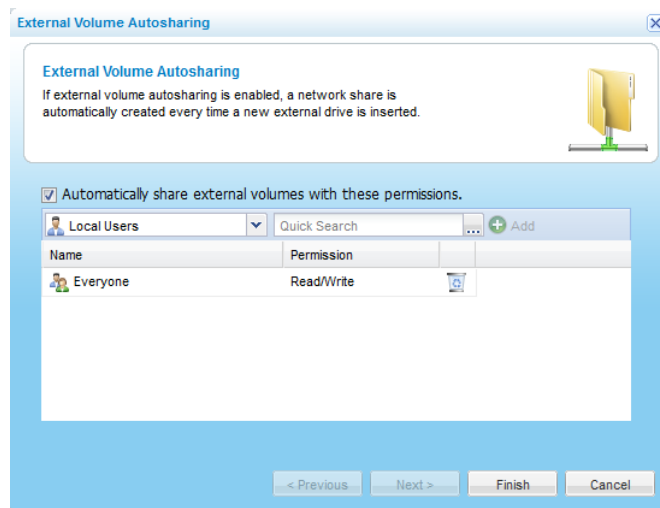 External Volume Autosharing
External Volume Autosharing
If external volume autosharing is enabled, a network share is
automatically created every time a new external drive is inserted.
Automatically share external volumes with these permissions.
Local Users Quick Search ... Add
Name Permission
Everyone Read/Write
< Previous Next > Finish Cancel